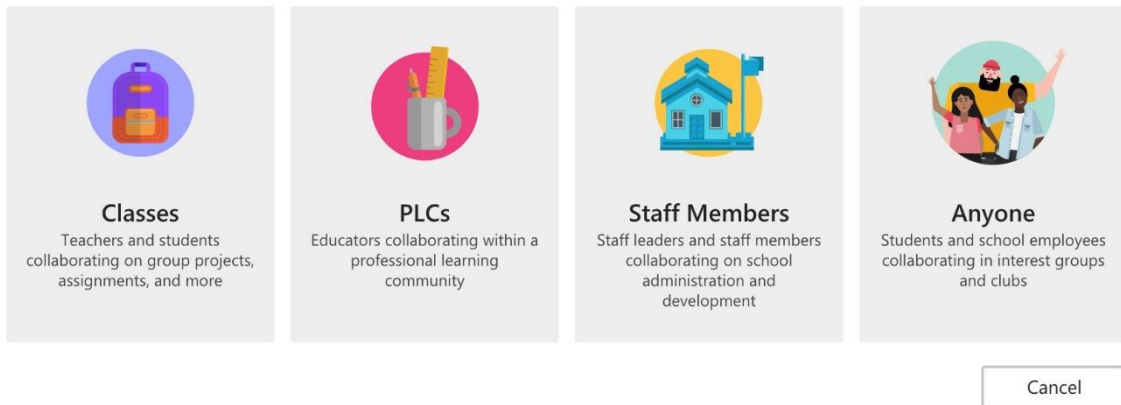 Classes
Teachers and students
collaborating on group projects,
assignments, and more
PLCs
Educators collaborating within a
professional learning
community
Staff Members
Staff leaders and staff members
collaborating on school
administration and
development
Anyone
Students and school employees
collaborating in interest groups
and clubs
Cancel